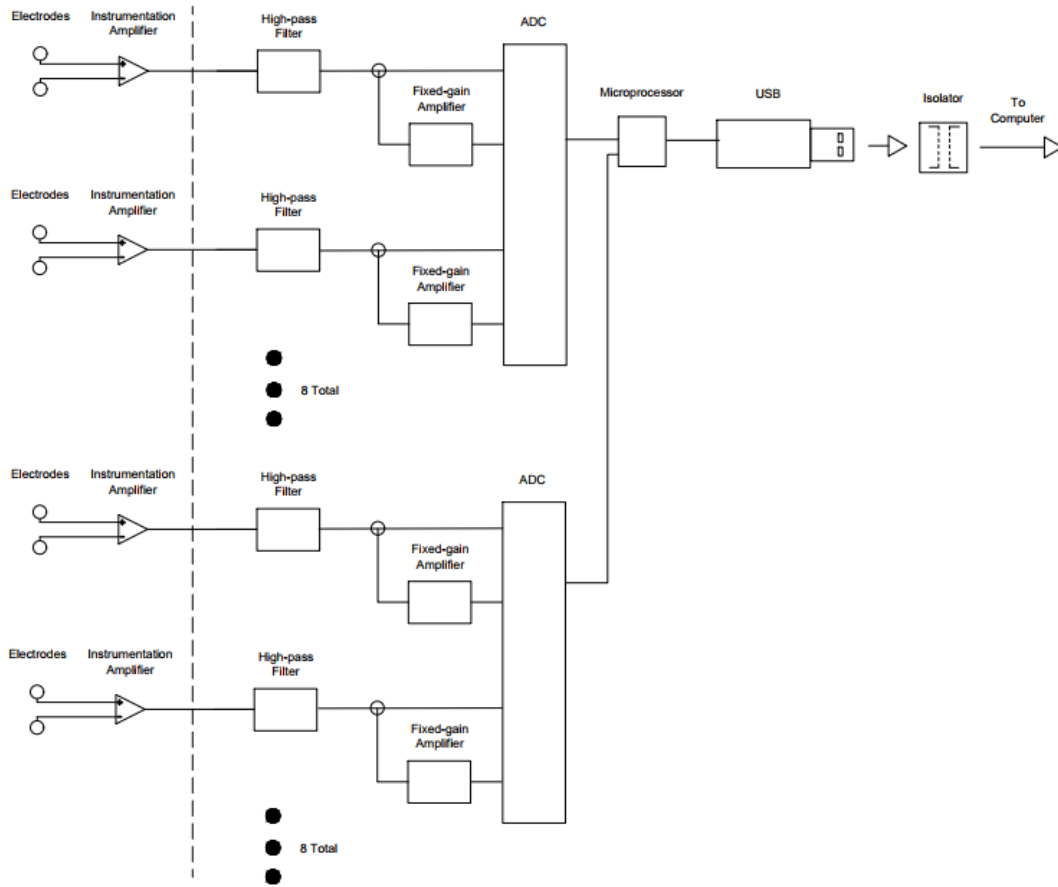 Electrodes
Instrumentation
Amplifier
High-pass
Filter
ADC
Fixed-gain
Amplifier
Microprocessor
USB
Isolator
To
Computer
Electrodes
Instrumentation
Amplifier
High-pass
Filter
Fixed-gain
Amplifier
8 Total
Electrodes
Instrumentation
Amplifier
High-pass
Filter
ADC
Fixed-gain
Amplifier
Electrodes
Instrumentation
Amplifier
High-pass
Filter
Fixed-gain
Amplifier
8 Total